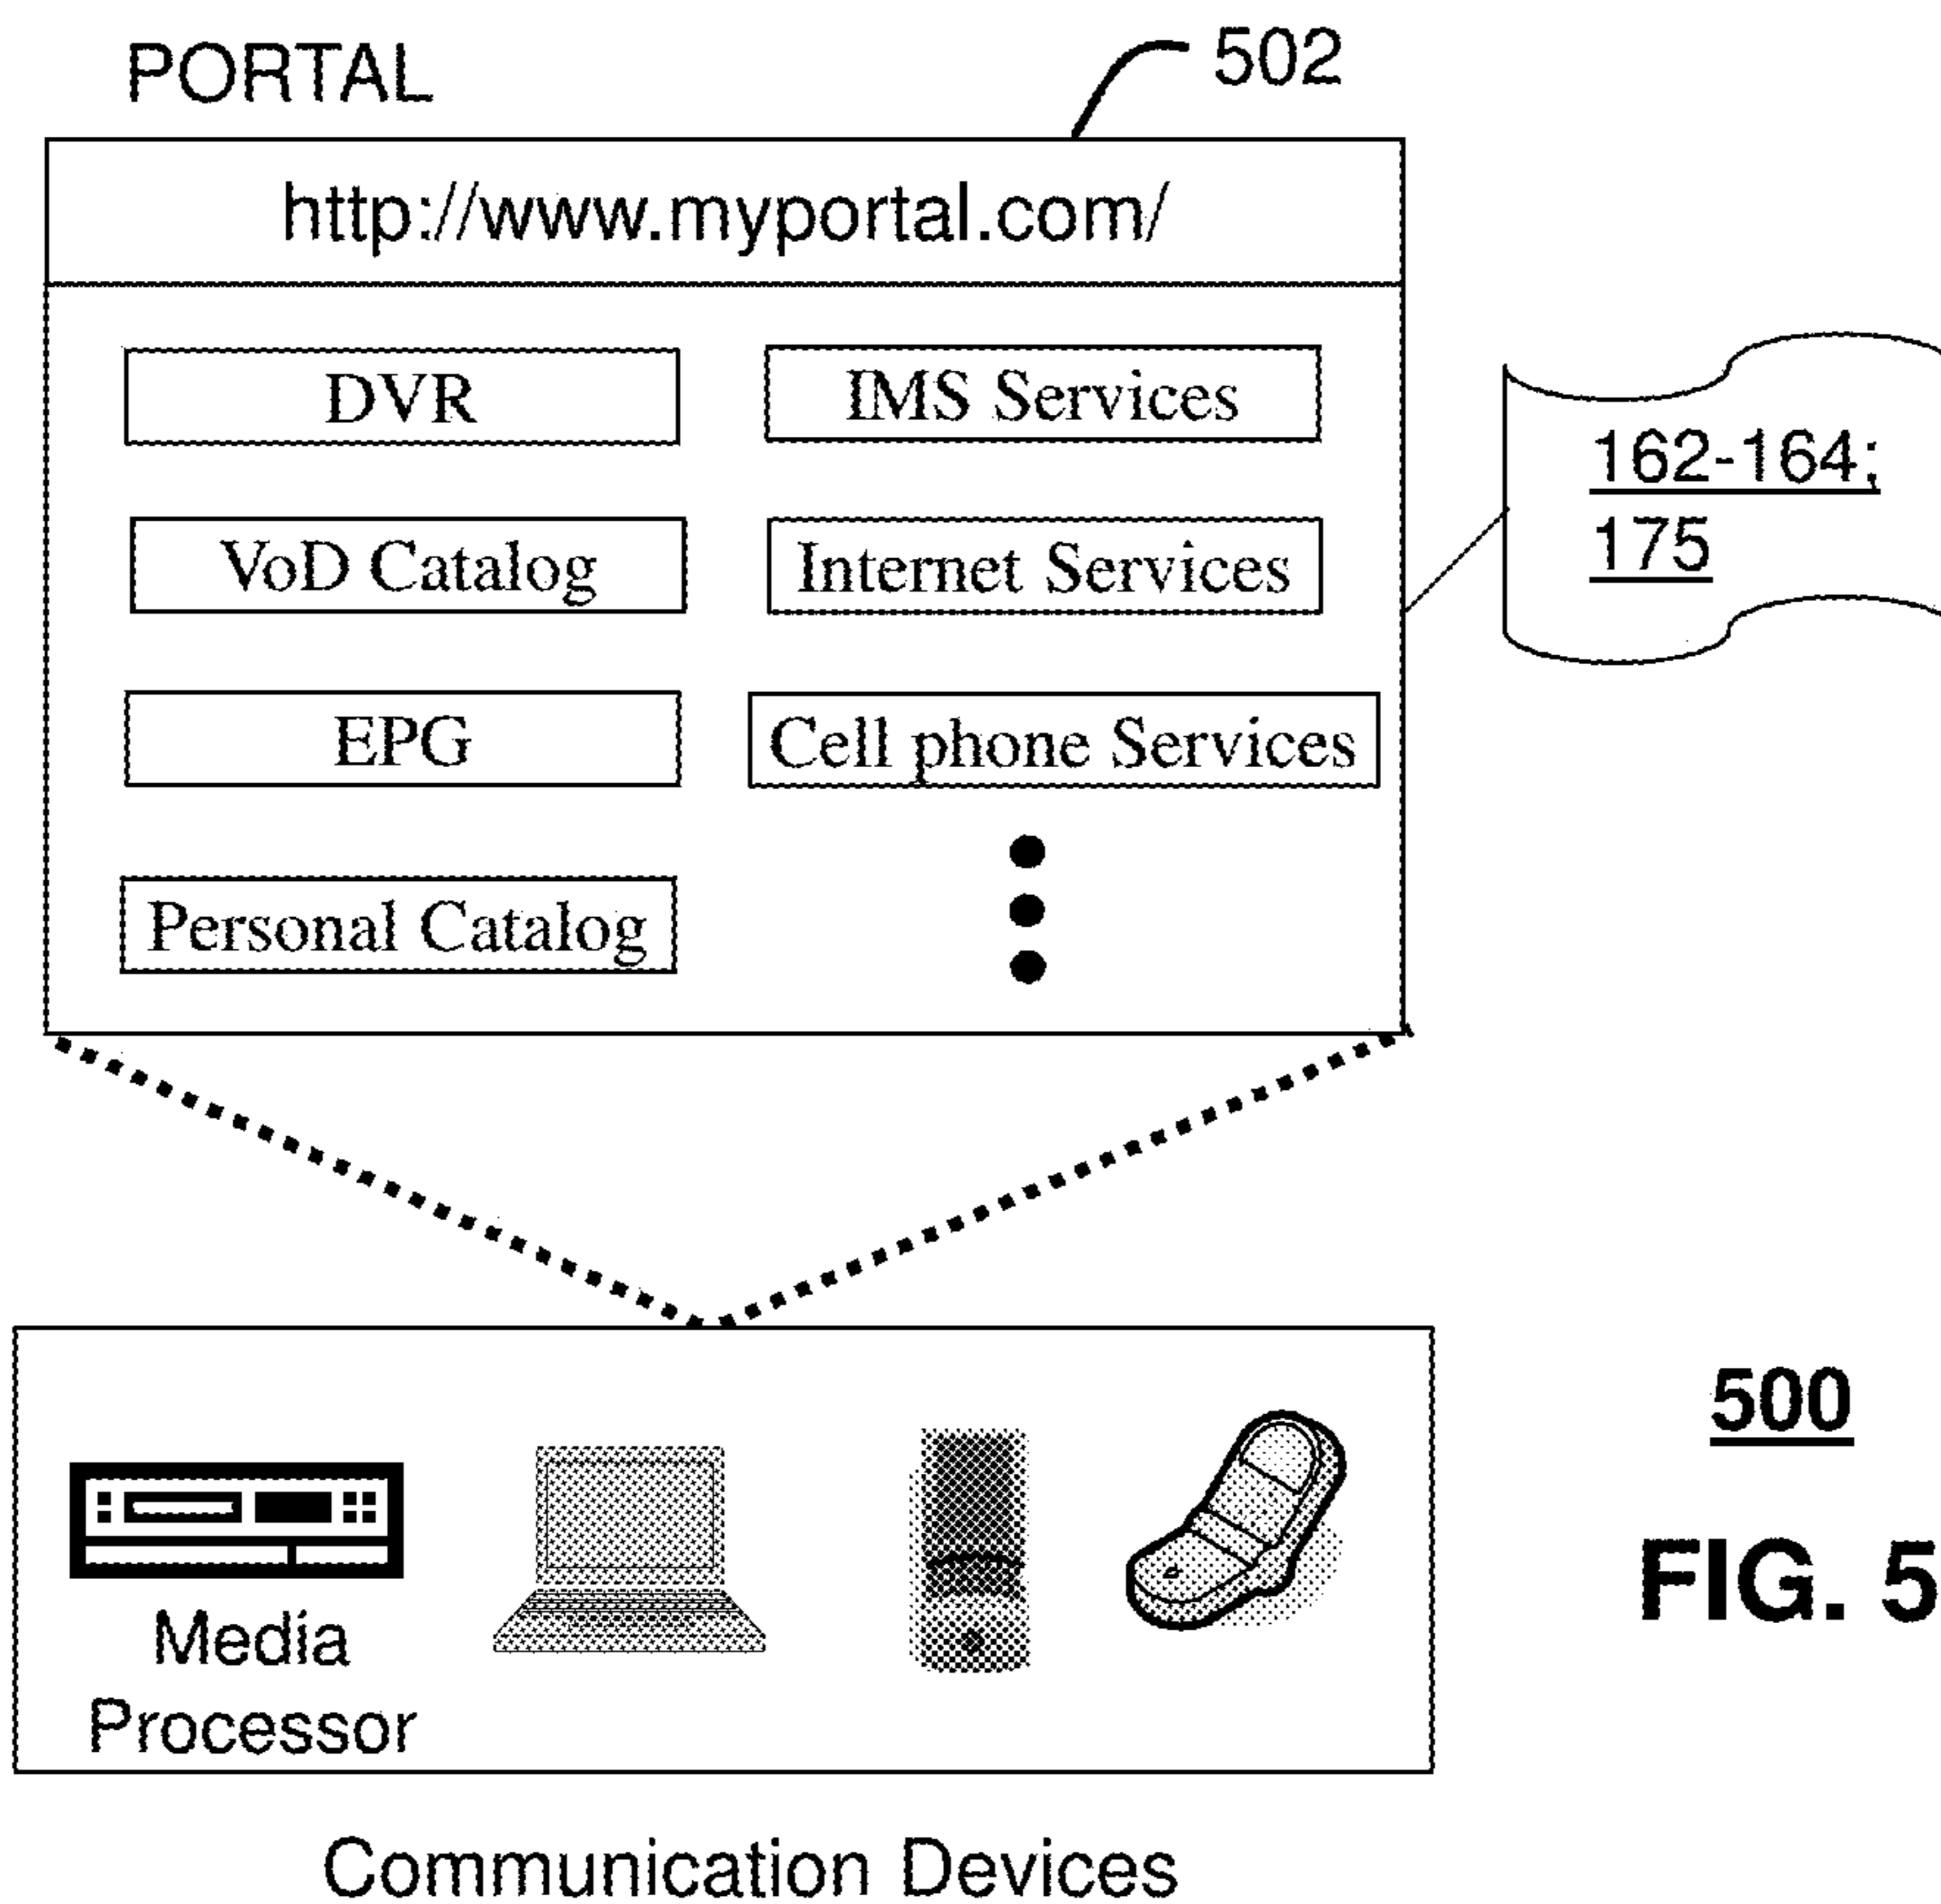 PORTAL
502
http://www.myportal.com/
DVR
IMS Services
162-164;
175
VoD Catalog
Internet Services
EPG
Cell phone Services
Personal Catalog
500
FIG. 5
Media
Processor
Communication Devices